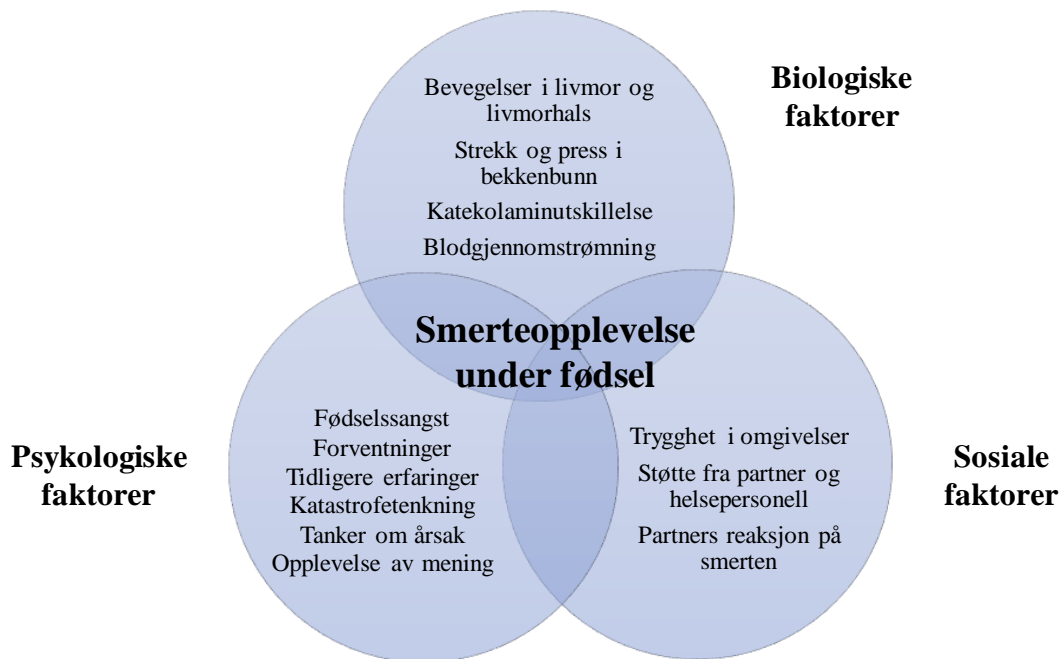 Biologiske
faktorer
Bevegelser i livmor og
livmorhals
Strekk og press i
bekkenbunn
Katekolaminutskillelse
Blodgjennomstrømning
Smerteopplevelse
under fødsel
Psykologiske
faktorer
Fødselssangst
Forventninger
Tidligere erfaringer
Katastrofetenkning
Tanker om årsak
Opplevelse av mening
Trygghet i omgivelser
Støtte fra partner og
helsepersonell
Partners reaksjon på
smerten
Sosiale
faktorer